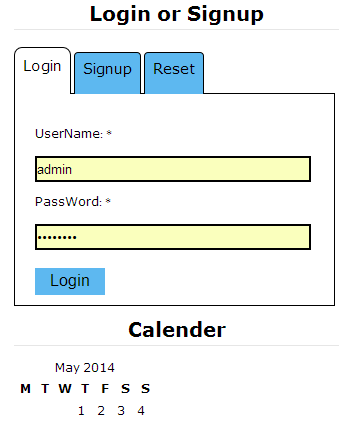 Login or Signup
Login Signup Reset
UserName: *
admin
PassWord: *
••••••••
Login
Calender
May 2014
M T W T F S S
1 2 3 4